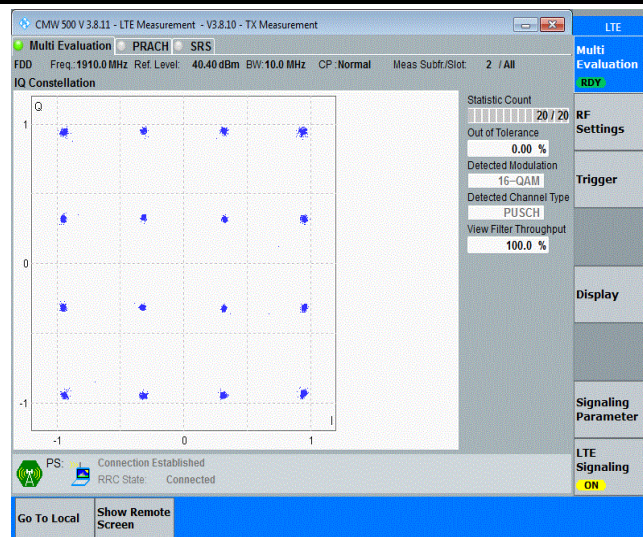 CMW 500 V 3.8.11 - LTE Measurement - V3.8.10 - TX Measurement
LTE
Multi Evaluation PRACH SRS
FDD Freq.:1910.0 MHz Ref. Level: 40.40 dBm BW:10.0 MHz CP :Normal Meas Subfr./Slot: 2 / All
IQ Constellation
Q
1
0
-1
-1 0 1
I
Statistic Count
20 / 20
Out of Tolerance
0.00 %
Detected Modulation
16-QAM
Detected Channel Type
PUSCH
View Filter Throughput
100.0 %
Multi
Evaluation
RDY
RF
Settings
Trigger
Display
Signaling
Parameter
LTE
Signaling
ON
PS: Connection Established
RRC State: Connected
Go To Local
Show Remote
Screen